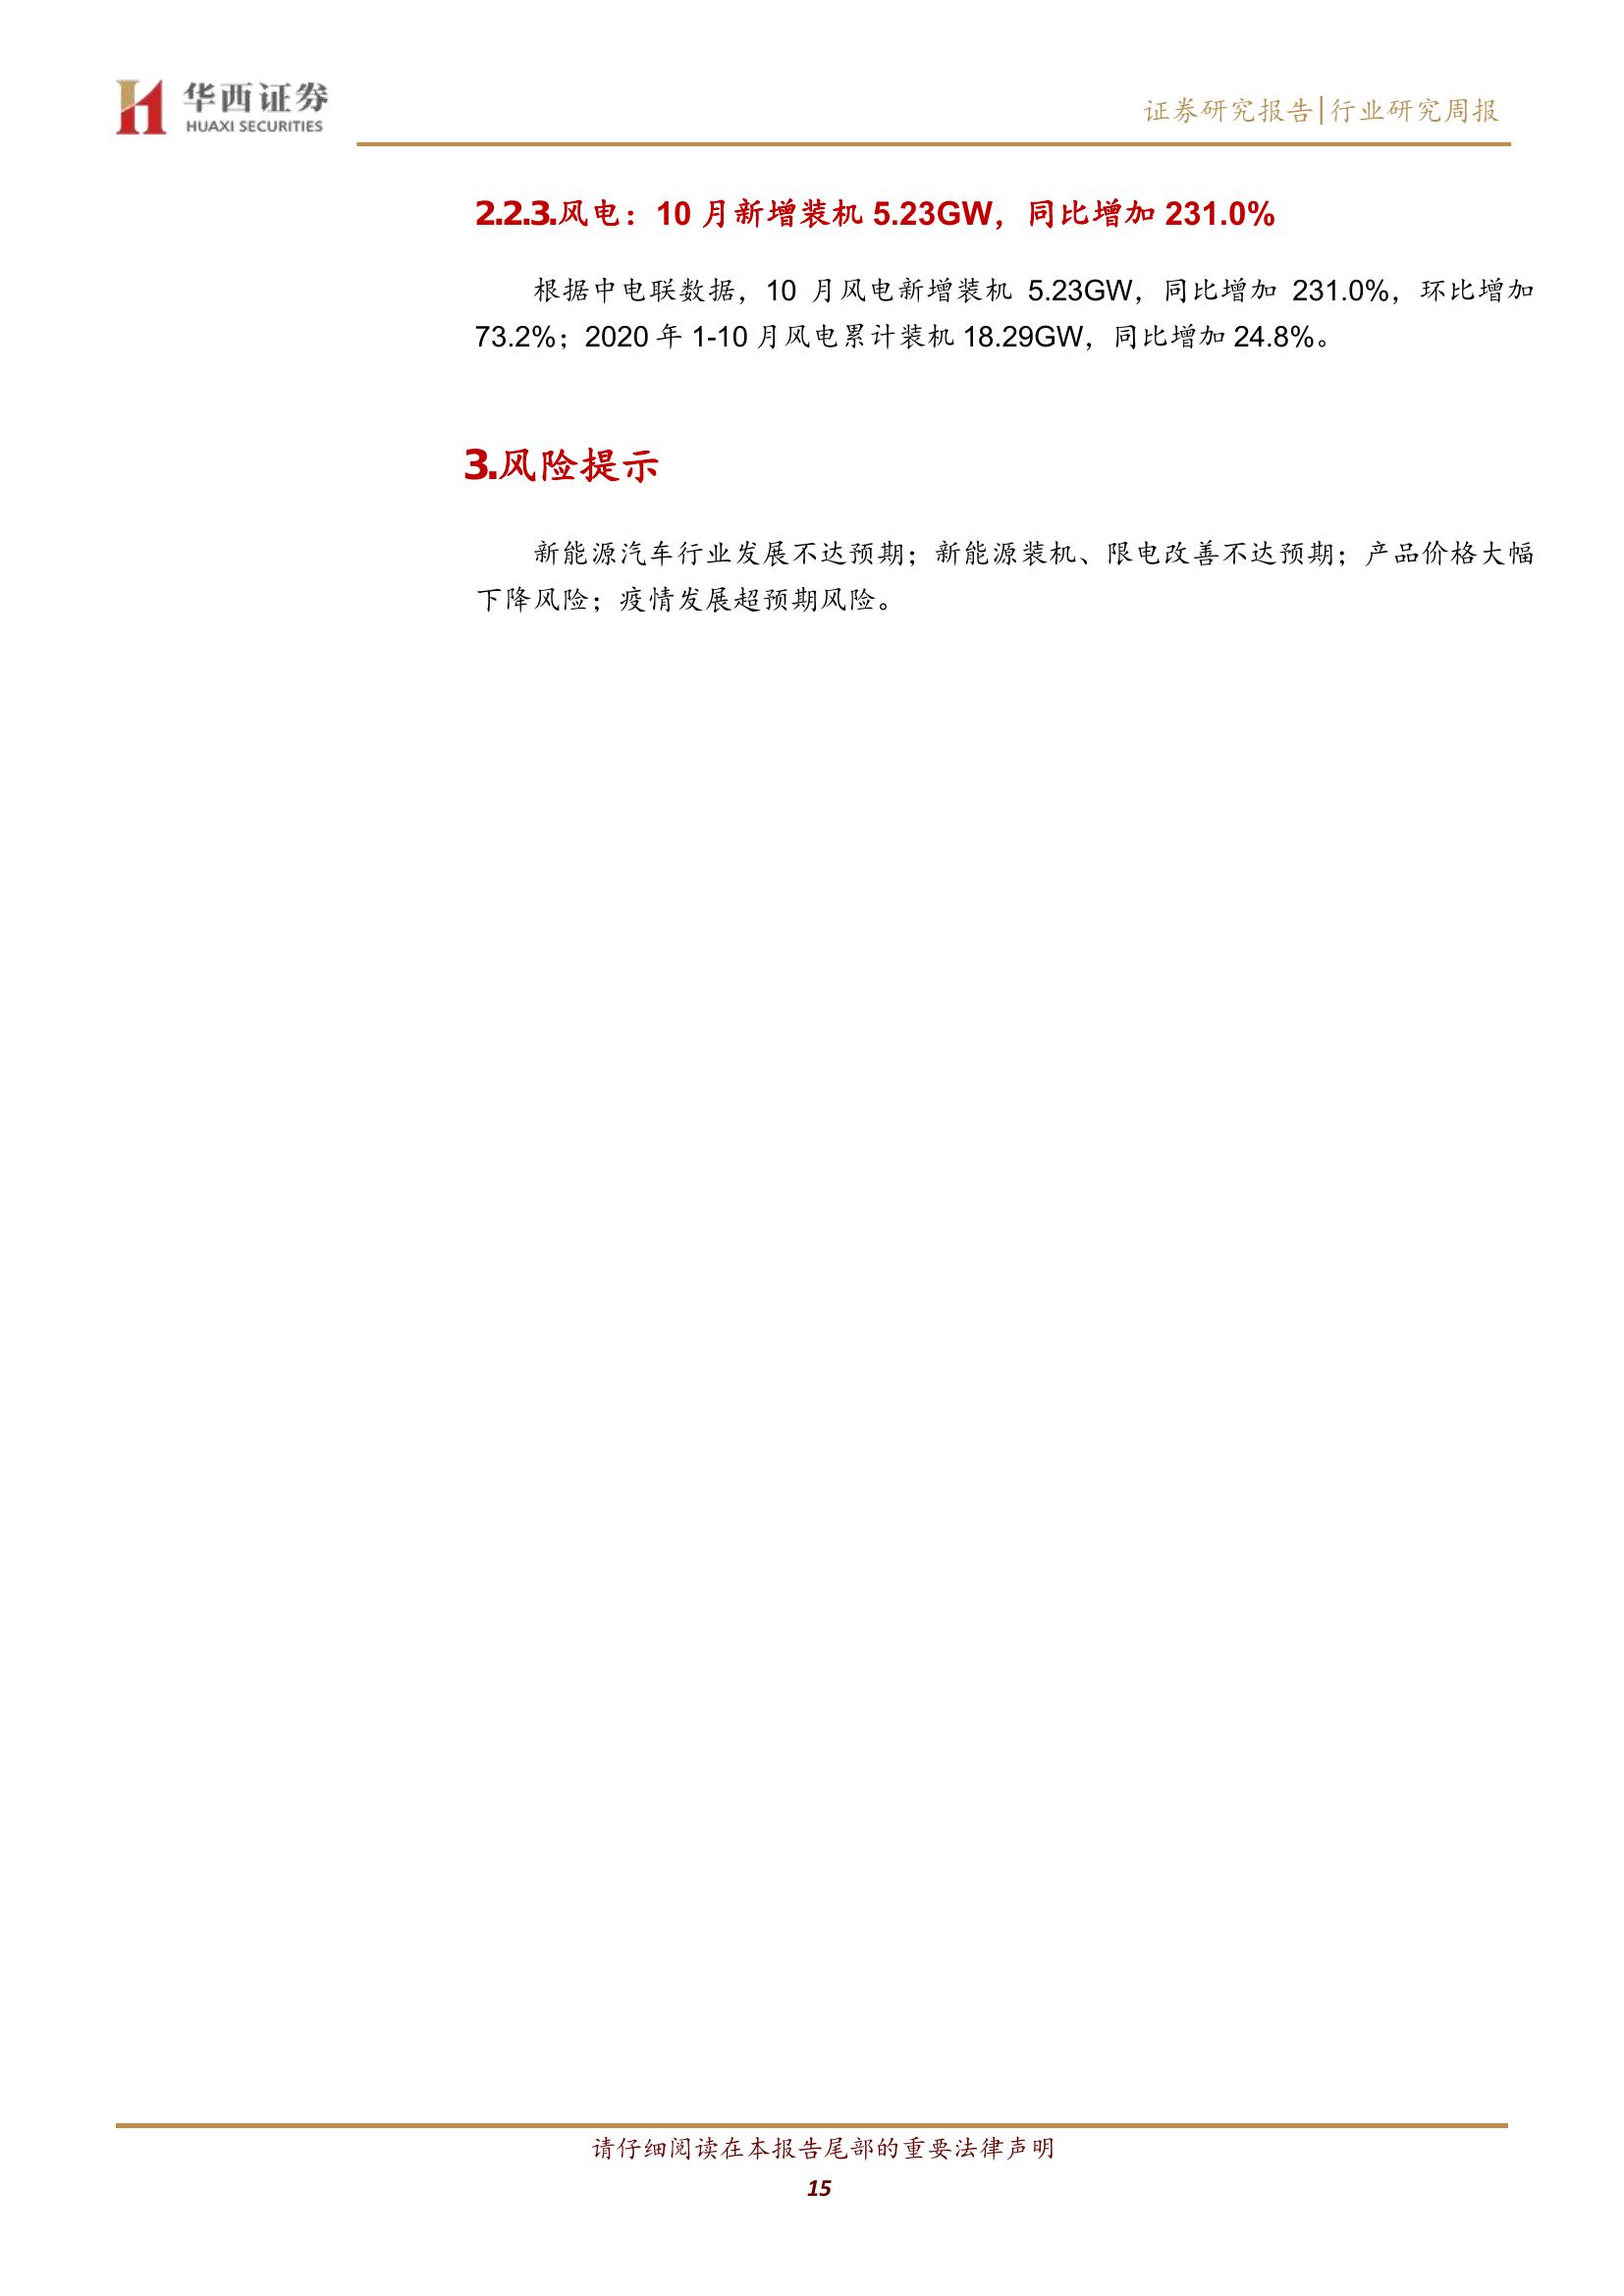 华西证券
HUAXI SECURITIES
证券研究报告|行业研究周报
2.2.3.风电：10 月新增装机 5.23GW，同比增加 231.0%
根据中电联数据，10 月风电新增装机 5.23GW，同比增加 231.0%，环比增加
73.2%；2020 年 1-10 月风电累计装机 18.29GW，同比增加 24.8%。
3.风险提示
新能源汽车行业发展不达预期；新能源装机、限电改善不达预期；产品价格大幅
下降风险；疫情发展超预期风险。
请仔细阅读在本报告尾部的重要法律声明
15